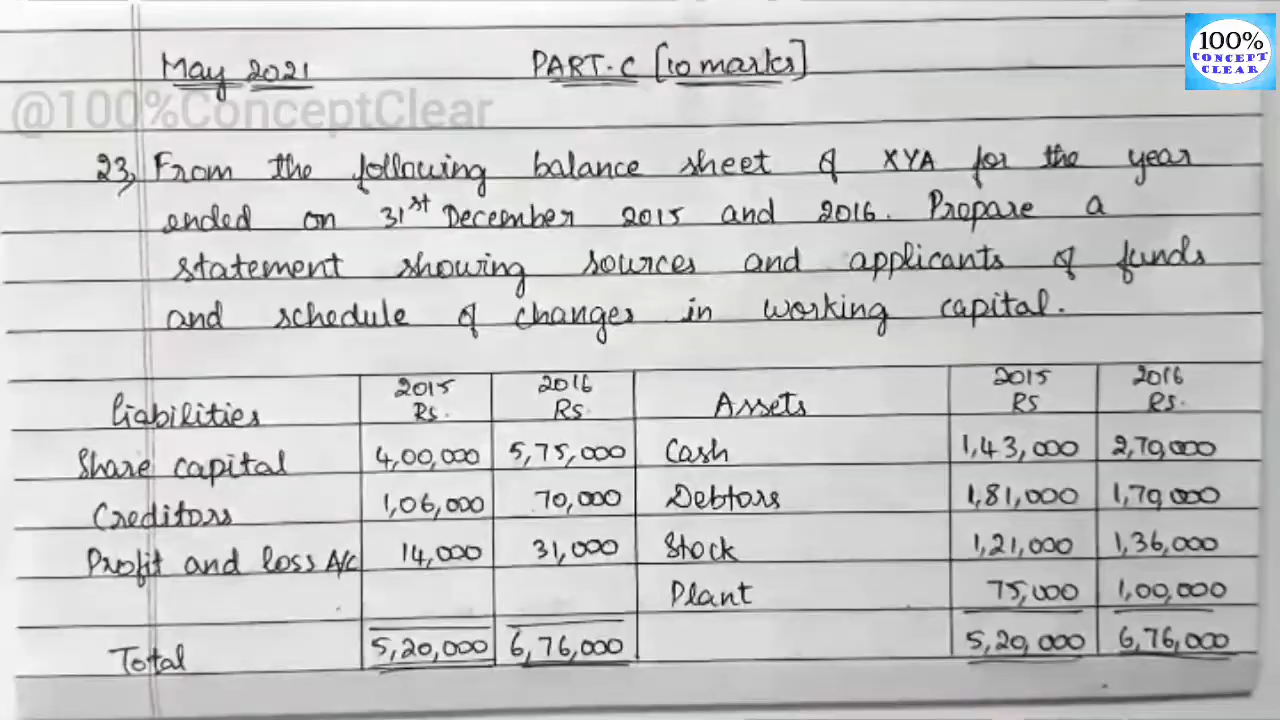 May 2021 PART-C [10 marks]
100%
CONCEPT
CLEAR
@100%ConceptClear
23, From the following balance sheet of XYA for the year
ended on 31st December 2015 and 2016. Prepare a
statement showing sources and applicants of funds
and schedule of changes in working capital.
Liabilities 2015 Rs. 2016 Rs. Assets 2015 Rs 2016 Rs.
Share capital 4,00,000 5,75,000 Cash 1,43,000 2,70,000
Creditors 1,06,000 70,000 Debtors 1,81,000 1,70,000
Profit and loss A/c 14,000 31,000 Stock 1,21,000 1,36,000
Plant 75,000 1,00,000
Total 5,20,000 6,76,000 5,20,000 6,76,000